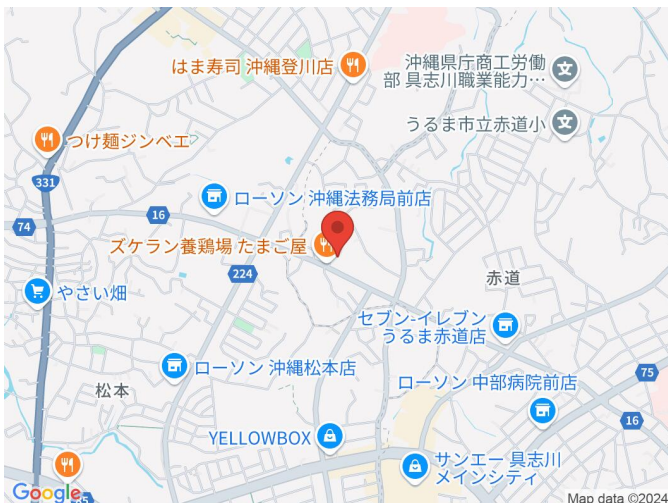 はま寿司 沖縄登川店
沖縄県庁商工労働
部 具志川職業能力…
つけ麺ジンベエ
うるま市立赤道小
331
ローソン 沖縄法務局前店
16
74
ズケラン養鶏場 たまご屋
224
赤道
やさい畑
セブン-イレブン
うるま赤道店
ローソン 沖縄松本店
75
松本
ローソン 中部病院前店
16
YELLOWBOX
サンエー 具志川
メインシティ
Google
Map data ©2024